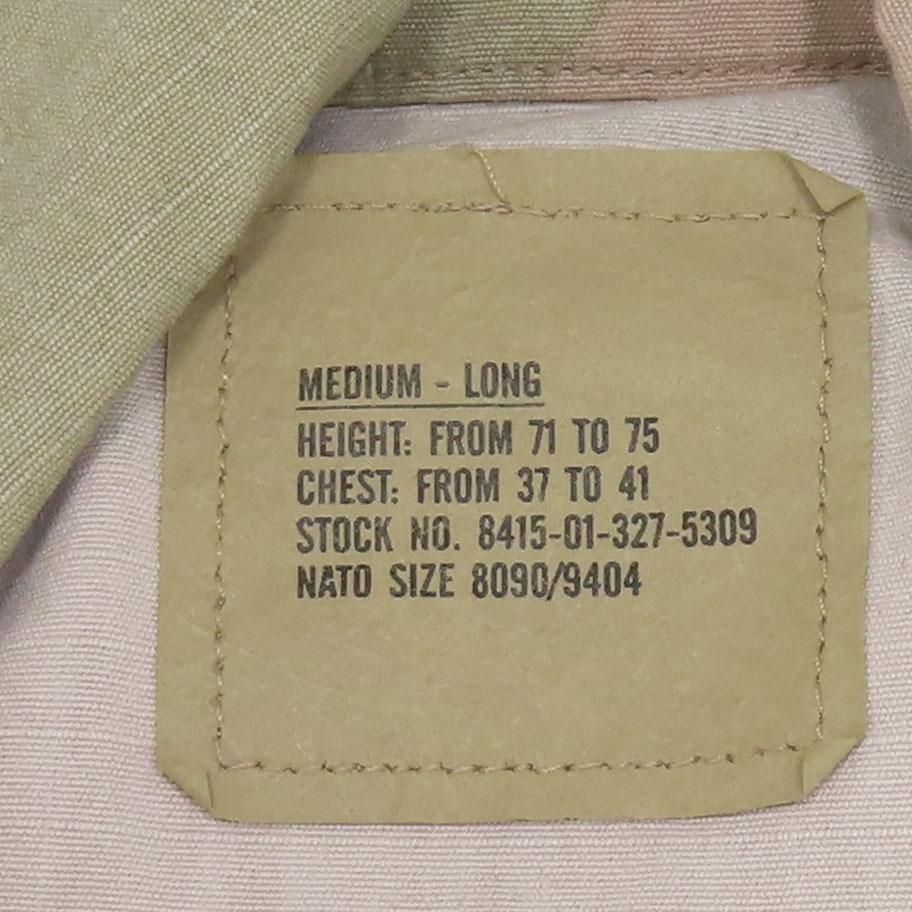 MEDIUM - LONG
HEIGHT: FROM 71 TO 75
CHEST: FROM 37 TO 41
STOCK NO. 8415-01-327-5309
NATO SIZE 8090/9404